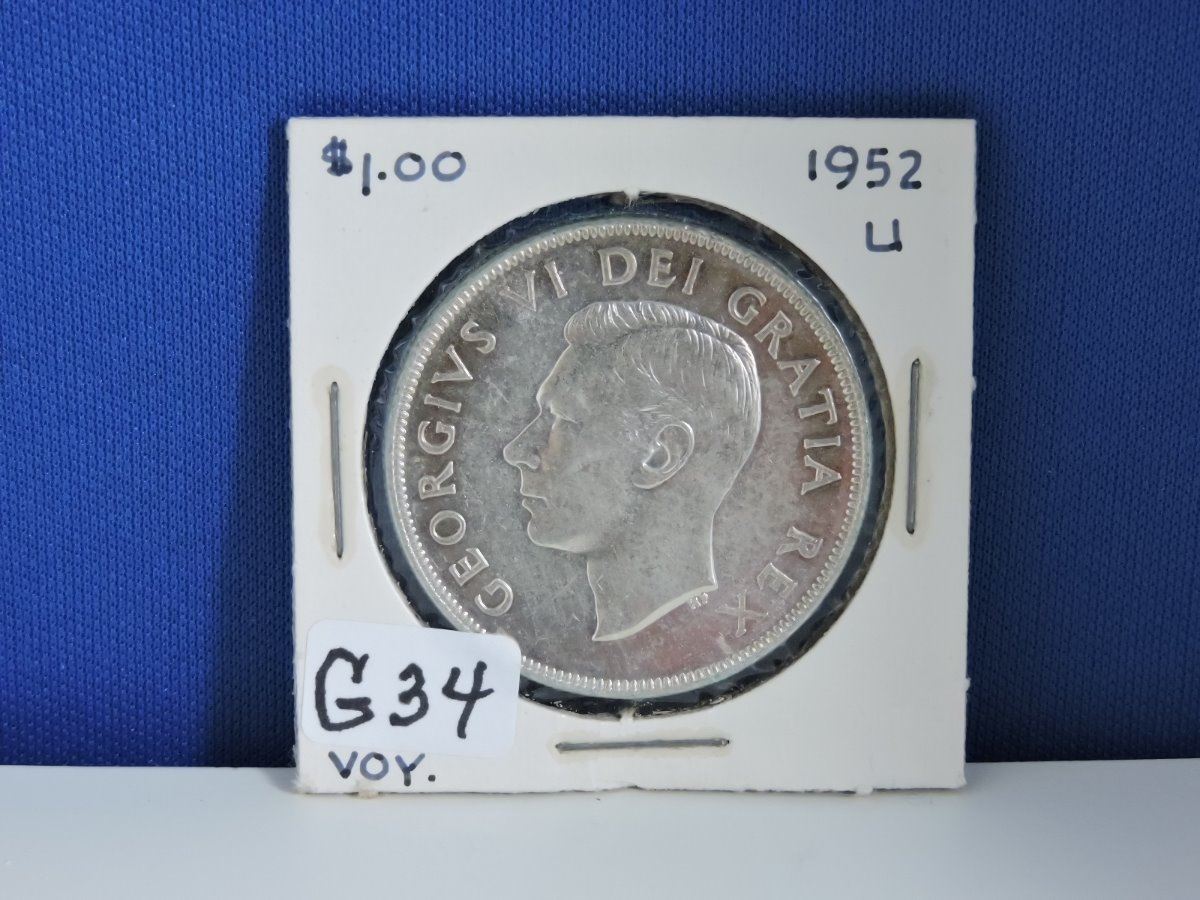 $1.00
1952
U
GEORGIVS VI DEI GRATIA REX
G34
VOY.